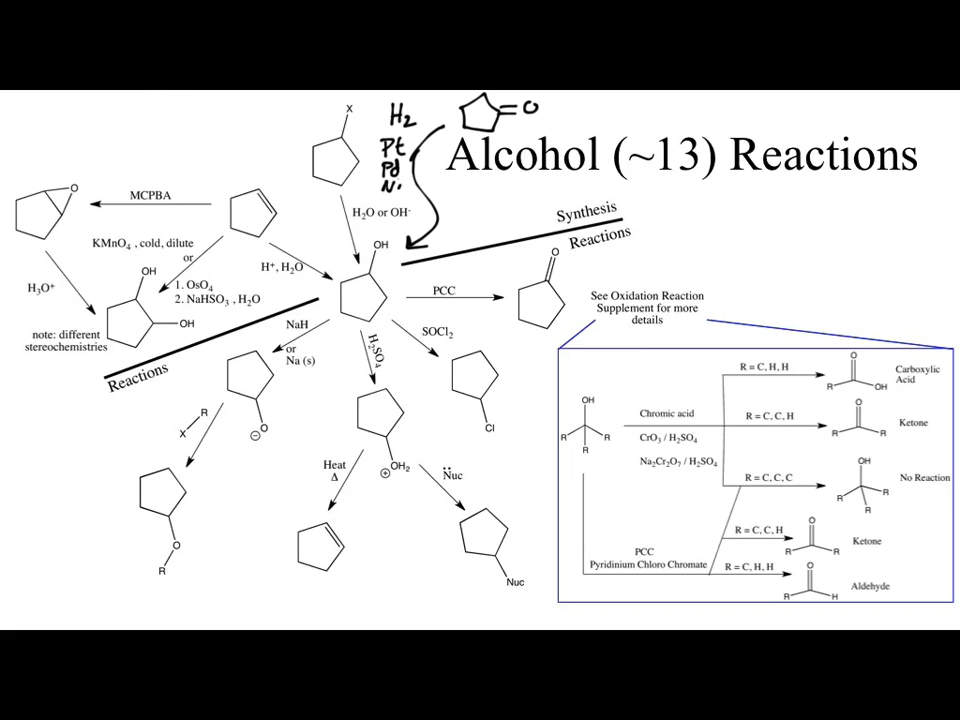 X
H2
Pt
Pd
Ni
O
Alcohol (~13) Reactions
O
MCPBA
H2O or OH-
Synthesis
Reactions
KMnO4 , cold, dilute
or
1. OsO4
2. NaHSO3 , H2O
H+, H2O
OH
O
H3O+
OH
OH
PCC
note: different
stereochemistries
Reactions
NaH
or
Na (s)
H2SO4
SOCl2
See Oxidation Reaction
Supplement for more
details
O
⊖
Cl
X
R
OH2
⊕
Heat
Δ
Nuc
O
R
Nuc
OH
R
R
R
Chromic acid
CrO3 / H2SO4
Na2Cr2O7 / H2SO4
R = C, H, H
O
R
OH
Carboxylic
Acid
R = C, C, H
O
R
R
Ketone
R = C, C, C
OH
R
R
R
No Reaction
R = C, C, H
O
R
R
Ketone
PCC
Pyridinium Chloro Chromate
R = C, H, H
O
R
H
Aldehyde